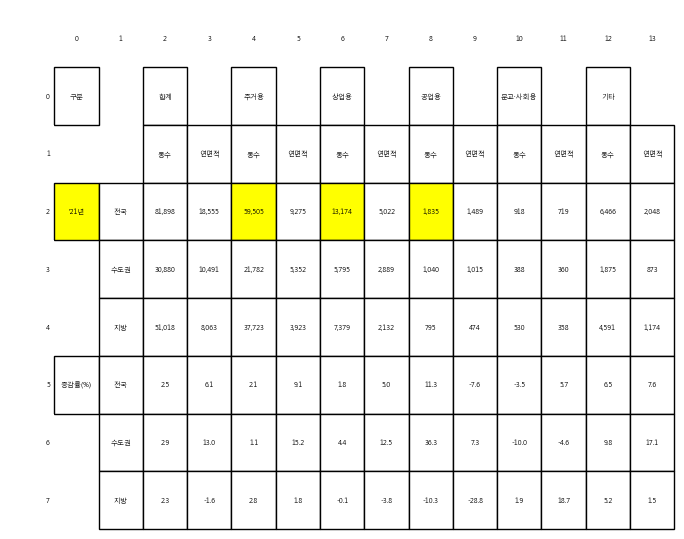 0 1 2 3 4 5 6 7 8 9 10 11 12 13
0 구분 합계 주거용 상업용 공업용 문교·사회용 기타
1 동수 연면적 동수 연면적 동수 연면적 동수 연면적 동수 연면적 동수 연면적
2 '21년 전국 81,898 18,555 59,505 9,275 13,174 5,022 1,835 1,489 918 719 6,466 2,048
3 수도권 30,880 10,491 21,782 5,352 5,795 2,889 1,040 1,015 388 360 1,875 873
4 지방 51,018 8,063 37,723 3,923 7,379 2,132 795 474 530 358 4,591 1,174
5 증감률(%) 전국 2.5 6.1 2.1 9.1 1.8 5.0 11.3 -7.6 -3.5 5.7 6.5 7.6
6 수도권 2.9 13.0 1.1 15.2 4.4 12.5 36.3 7.3 -10.0 -4.6 9.8 17.1
7 지방 2.3 -1.6 2.8 1.8 -0.1 -3.8 -10.3 -28.8 1.9 18.7 5.2 1.5